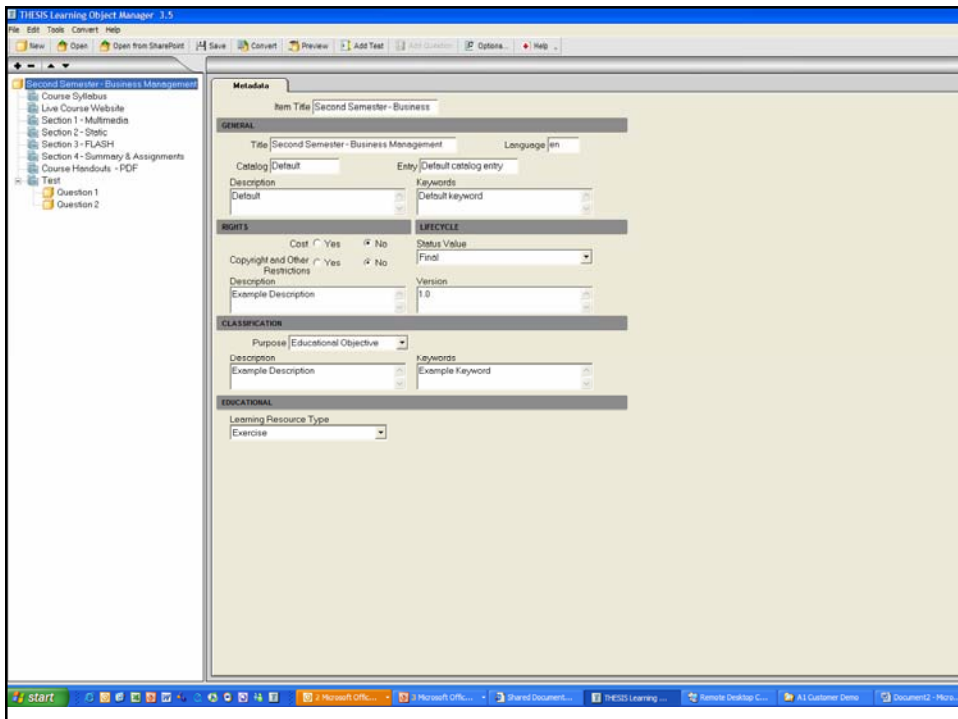 THESIS Learning Object Manager 3.5
File Edit Tools Convert Help
New Open Open from SharePoint Save Convert Preview Add Test Add Question Options... Help
Second Semester - Business Management
Course Syllabus
Live Course Website
Section 1 - Multimedia
Section 2 - Static
Section 3 - FLASH
Section 4 - Summary & Assignments
Course Handouts - PDF
Test
Question 1
Question 2
Metadata
Item Title Second Semester - Business
GENERAL
Title Second Semester - Business Management Language en
Catalog Default Entry Default catalog entry
Description Keywords
Default Default keyword
RIGHTS LIFECYCLE
Cost Yes No Status Value
Final
Copyright and Other Yes No
Restrictions
Description Version
Example Description 1.0
CLASSIFICATION
Purpose Educational Objective
Description Keywords
Example Description Example Keyword
EDUCATIONAL
Learning Resource Type
Exercise
start 2 Microsoft Offic... 3 Microsoft Offic... Shared Document... THESIS Learning ... Remote Desktop C... A1 Customer Demo Document2 - Micro...